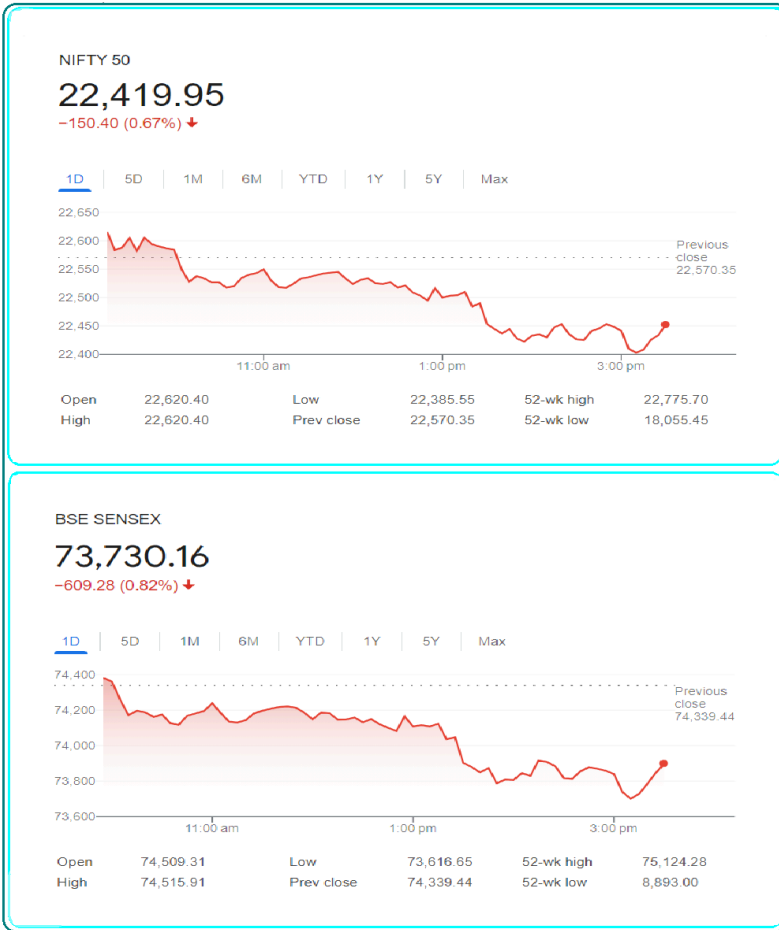 NIFTY 50
22,419.95
−150.40 (0.67%)
1D 5D 1M 6M YTD 1Y 5Y Max
22,650
22,600
22,550
22,500
22,450
22,400
Previous
close
22,570.35
11:00 am 1:00 pm 3:00 pm
Open 22,620.40 Low 22,385.55 52-wk high 22,775.70
High 22,620.40 Prev close 22,570.35 52-wk low 18,055.45
BSE SENSEX
73,730.16
−609.28 (0.82%)
1D 5D 1M 6M YTD 1Y 5Y Max
74,400
74,200
74,000
73,800
73,600
Previous
close
74,339.44
11:00 am 1:00 pm 3:00 pm
Open 74,509.31 Low 73,616.65 52-wk high 75,124.28
High 74,515.91 Prev close 74,339.44 52-wk low 8,893.00